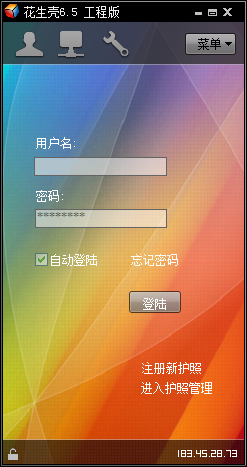 花生壳6.5 工程版
菜单
用户名:
密码:
********
自动登陆 忘记密码
登陆
注册新护照
进入护照管理
183.45.28.73